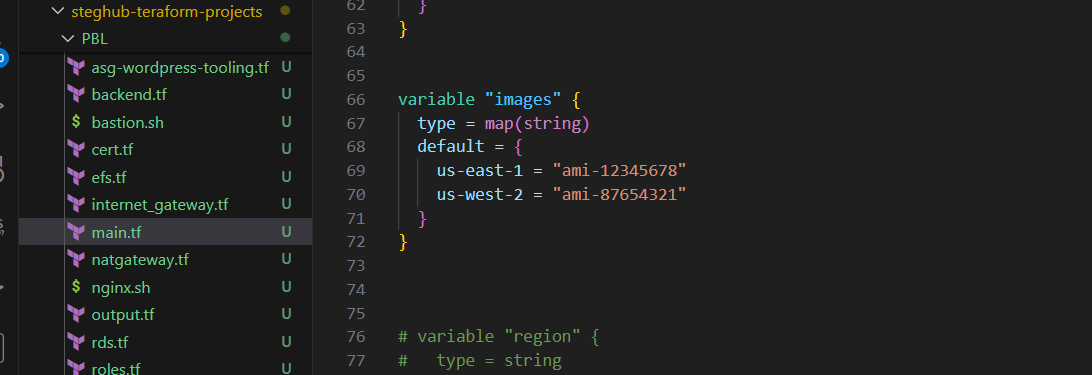 steghub-teraform-projects
PBL
asg-wordpress-tooling.tf U
backend.tf U
$ bastion.sh U
cert.tf U
efs.tf U
internet_gateway.tf U
main.tf U
natgateway.tf U
$ nginx.sh U
output.tf U
rds.tf U
roles.tf U
62 }
63 }
64
65
66 variable "images" {
67 type = map(string)
68 default = {
69 us-east-1 = "ami-12345678"
70 us-west-2 = "ami-87654321"
71 }
72 }
73
74
75
76 # variable "region" {
77 #   type = string